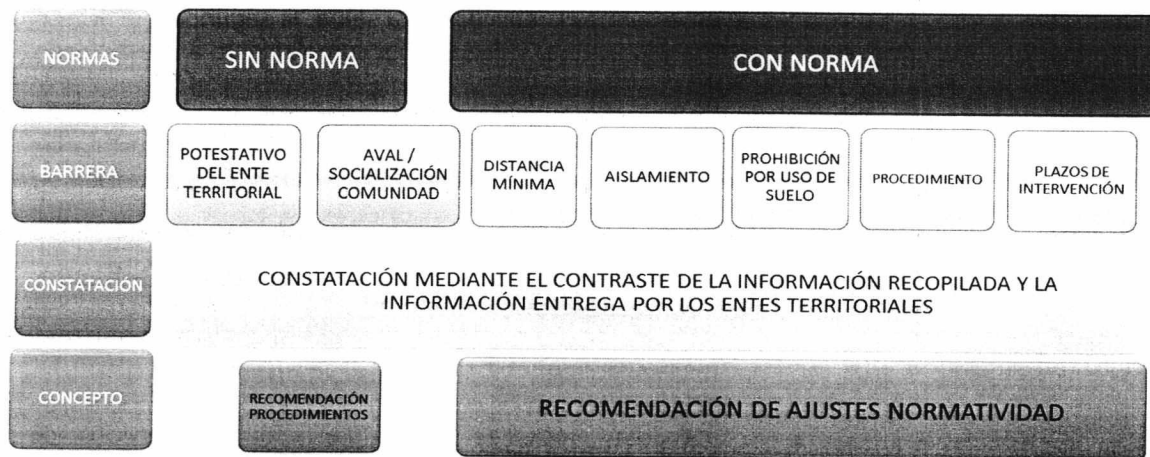 NORMAS
SIN NORMA
CON NORMA
BARRERA
POTESTATIVO
DEL ENTE
TERRITORIAL
AVAL /
SOCIALIZACIÓN
COMUNIDAD
DISTANCIA
MÍNIMA
AISLAMIENTO
PROHIBICIÓN
POR USO DE
SUELO
PROCEDIMIENTO
PLAZOS DE
INTERVENCIÓN
CONSTATACIÓN
CONSTATACIÓN MEDIANTE EL CONTRASTE DE LA INFORMACIÓN RECOPILADA Y LA
INFORMACIÓN ENTREGA POR LOS ENTES TERRITORIALES
CONCEPTO
RECOMENDACIÓN
PROCEDIMIENTOS
RECOMENDACIÓN DE AJUSTES NORMATIVIDAD